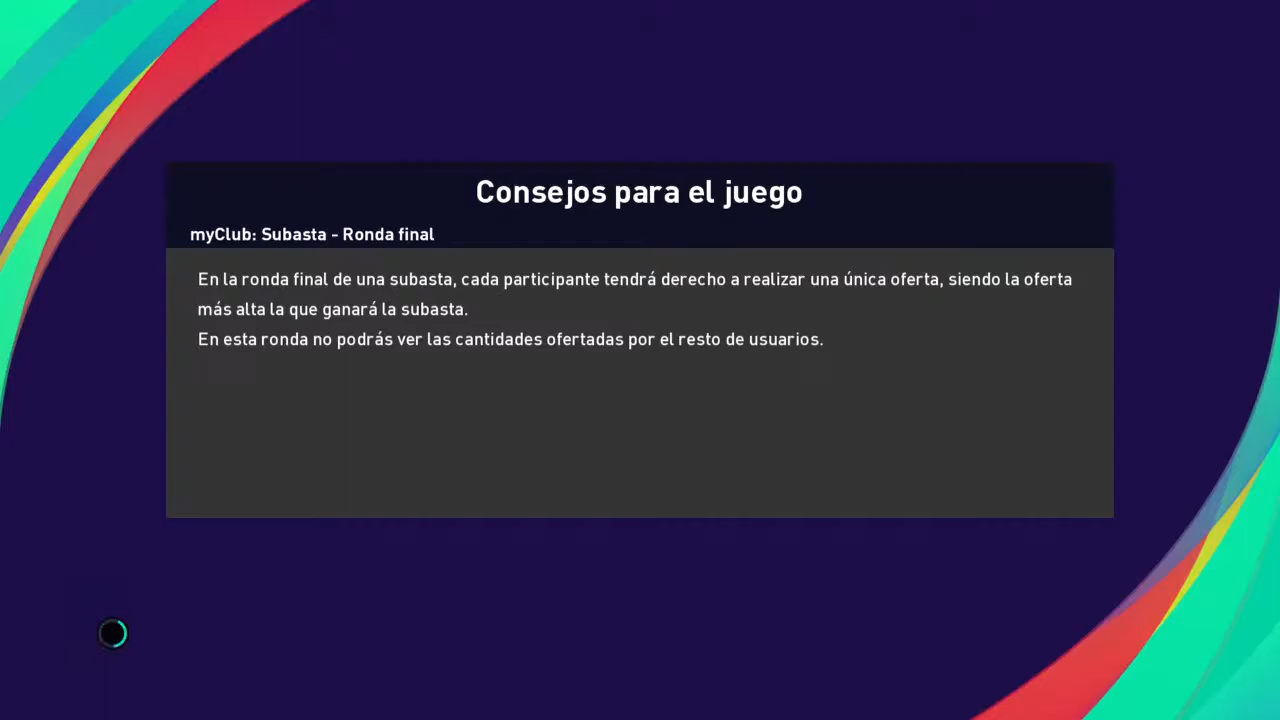 Consejos para el juego
myClub: Subasta - Ronda final
En la ronda final de una subasta, cada participante tendrá derecho a realizar una única oferta, siendo la oferta
más alta la que ganará la subasta.
En esta ronda no podrás ver las cantidades ofertadas por el resto de usuarios.